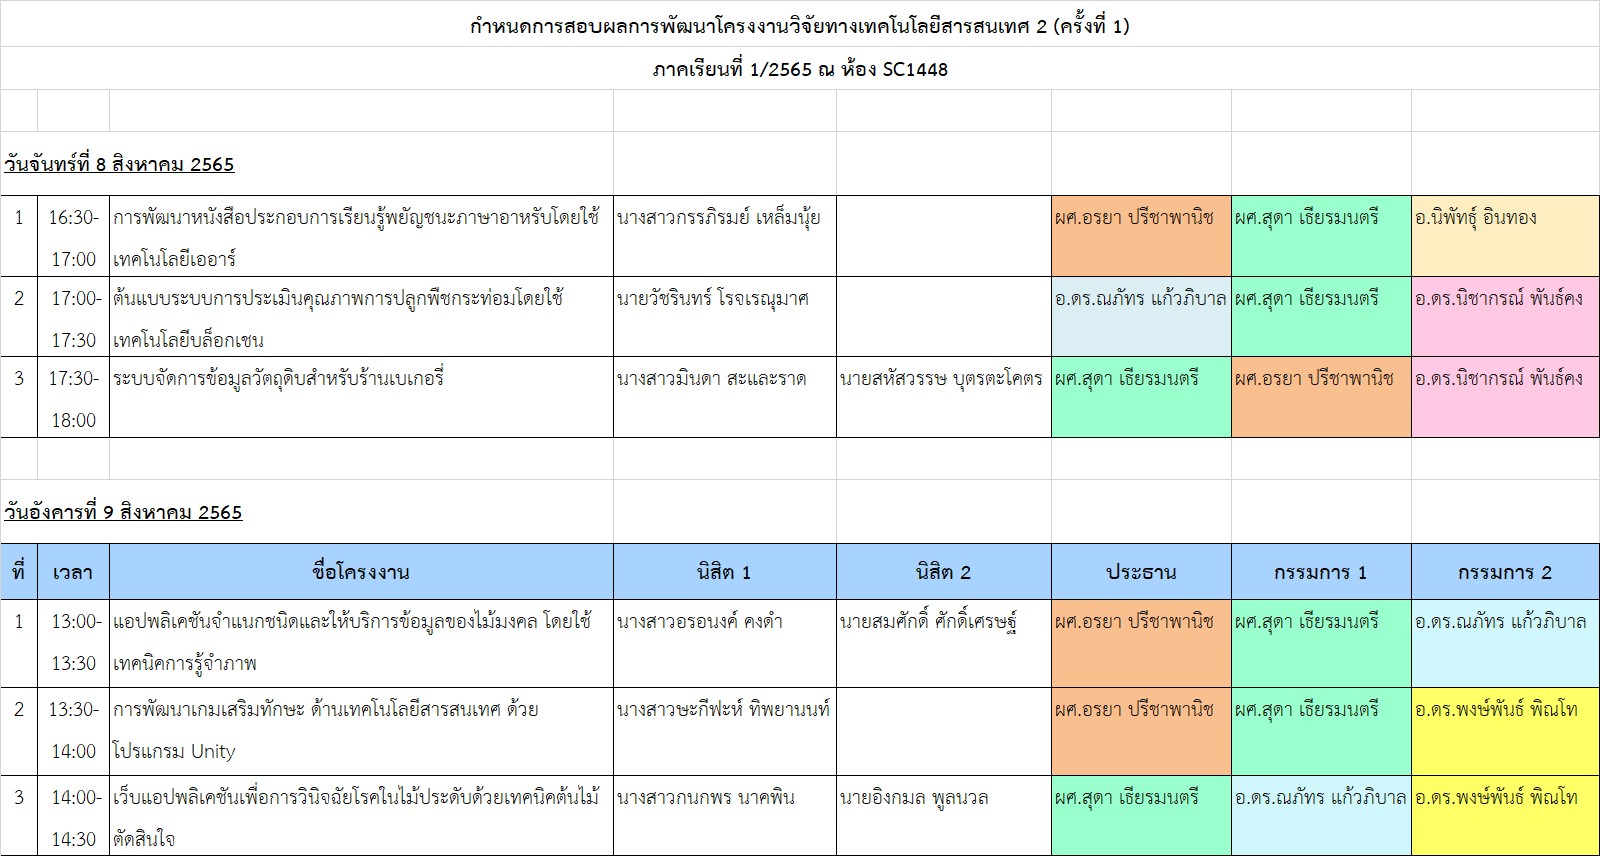 กำหนดการสอบผลการพัฒนาโครงงานวิจัยทางเทคโนโลยีสารสนเทศ 2 (ครั้งที่ 1)
ภาคเรียนที่ 1/2565 ณ ห้อง SC1448
วันจันทร์ที่ 8 สิงหาคม 2565
1 16:30- การพัฒนาหนังสือประกอบการเรียนรู้พยัญชนะภาษาอาหรับโดยใช้ นางสาวกรรภิรมย์ เหล็มนุ้ย ผศ.อรยา ปรีชาพานิช ผศ.สุดา เธียรมนตรี อ.นิพัทธุ์ อินทอง
17:00 เทคโนโลยีเออาร์
2 17:00- ต้นแบบระบบการประเมินคุณภาพการปลูกพืชกระท่อมโดยใช้ นายวัชรินทร์ โรจเรณุมาศ อ.ดร.ณภัทร แก้วภิบาล ผศ.สุดา เธียรมนตรี อ.ดร.นิชากรณ์ พันธ์คง
17:30 เทคโนโลยีบล็อกเชน
3 17:30- ระบบจัดการข้อมูลวัตถุดิบสำหรับร้านเบเกอรี่ นางสาวมินดา สะและราด นายสหัสวรรษ บุตรตะโคตร ผศ.สุดา เธียรมนตรี ผศ.อรยา ปรีชาพานิช อ.ดร.นิชากรณ์ พันธ์คง
18:00
วันอังคารที่ 9 สิงหาคม 2565
ที่ เวลา ชื่อโครงงาน นิสิต 1 นิสิต 2 ประธาน กรรมการ 1 กรรมการ 2
1 13:00- แอปพลิเคชันจำแนกชนิดและให้บริการข้อมูลของไม้มงคล โดยใช้ นางสาวอรอนงค์ คงดำ นายสมศักดิ์ ศักดิ์เศรษฐ์ ผศ.อรยา ปรีชาพานิช ผศ.สุดา เธียรมนตรี อ.ดร.ณภัทร แก้วภิบาล
13:30 เทคนิคการรู้จำภาพ
2 13:30- การพัฒนาเกมเสริมทักษะ ด้านเทคโนโลยีสารสนเทศ ด้วย นางสาวษะกีฟะห์ ทิพยานนท์ ผศ.อรยา ปรีชาพานิช ผศ.สุดา เธียรมนตรี อ.ดร.พงษ์พันธ์ พิณโท
14:00 โปรแกรม Unity
3 14:00- เว็บแอปพลิเคชันเพื่อการวินิจฉัยโรคในไม้ประดับด้วยเทคนิคต้นไม้ นางสาวกนกพร นาคพิน นายอิงกมล พูลนวล ผศ.สุดา เธียรมนตรี อ.ดร.ณภัทร แก้วภิบาล อ.ดร.พงษ์พันธ์ พิณโท
14:30 ตัดสินใจ